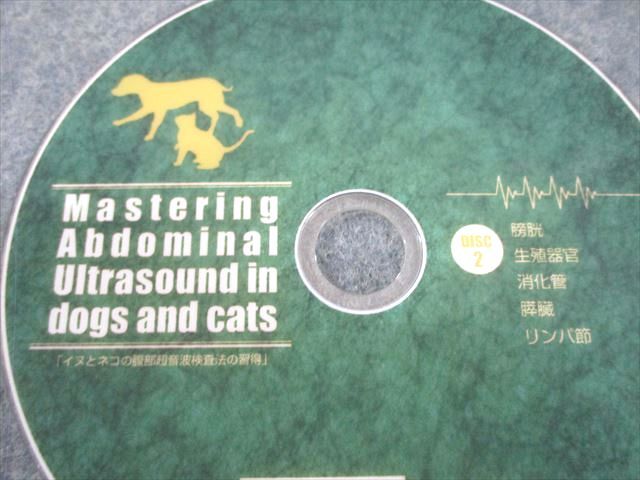 Mastering
Abdominal
Ultrasound in
dogs and cats
「イヌとネコの腹部超音波検査法の習得」
DISC
2
膀胱
生殖器官
消化管
膵臓
リンパ節